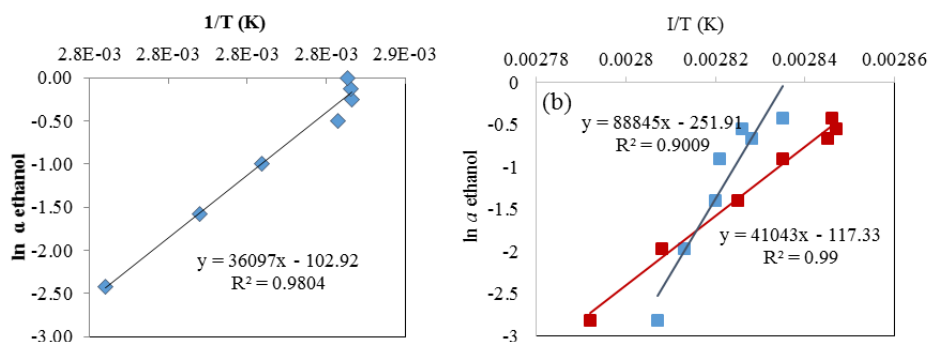 1/T (K)
2.8E-03 2.8E-03 2.8E-03 2.8E-03 2.9E-03
0.00
-0.50
-1.00
-1.50
-2.00
-2.50
-3.00
ln α ethanol
y = 36097x - 102.92
R² = 0.9804
I/T (K)
0.00278 0.0028 0.00282 0.00284 0.00286
0
-0.5
-1
-1.5
-2
-2.5
-3
ln a ethanol
(b)
y = 88845x - 251.91
R² = 0.9009
y = 41043x - 117.33
R² = 0.99